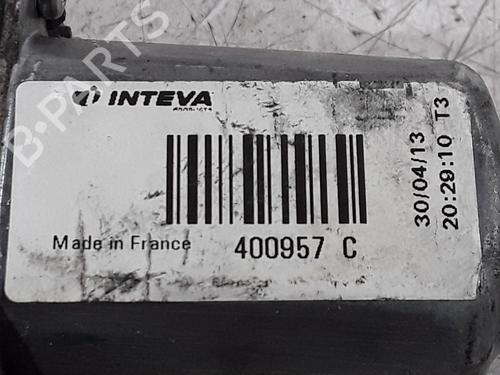 INTEVA
PRODUCTS
Made in France
400957 C
30/04/13
20:29:10 T3
B-PARTS